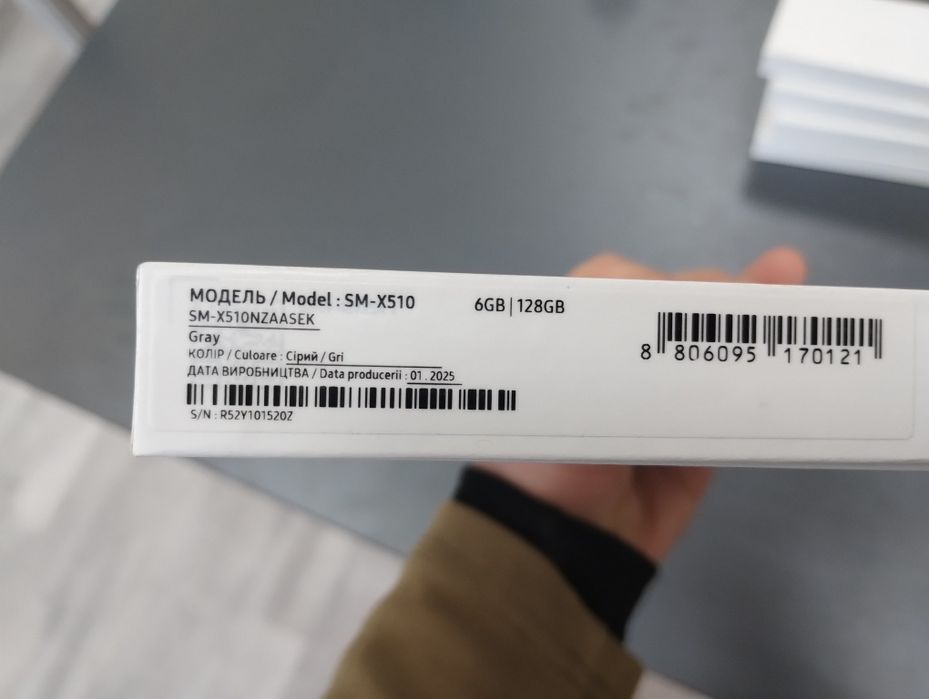 МОДЕЛЬ / Model : SM-X510
6GB | 128GB
SM-X510NZAASEK
Gray
КОЛІР / Culoare : Сірий / Gri
ДАТА ВИРОБНИЦТВА / Data producerii : 01 . 2025
S/N : R52Y101520Z
8 806095 170121